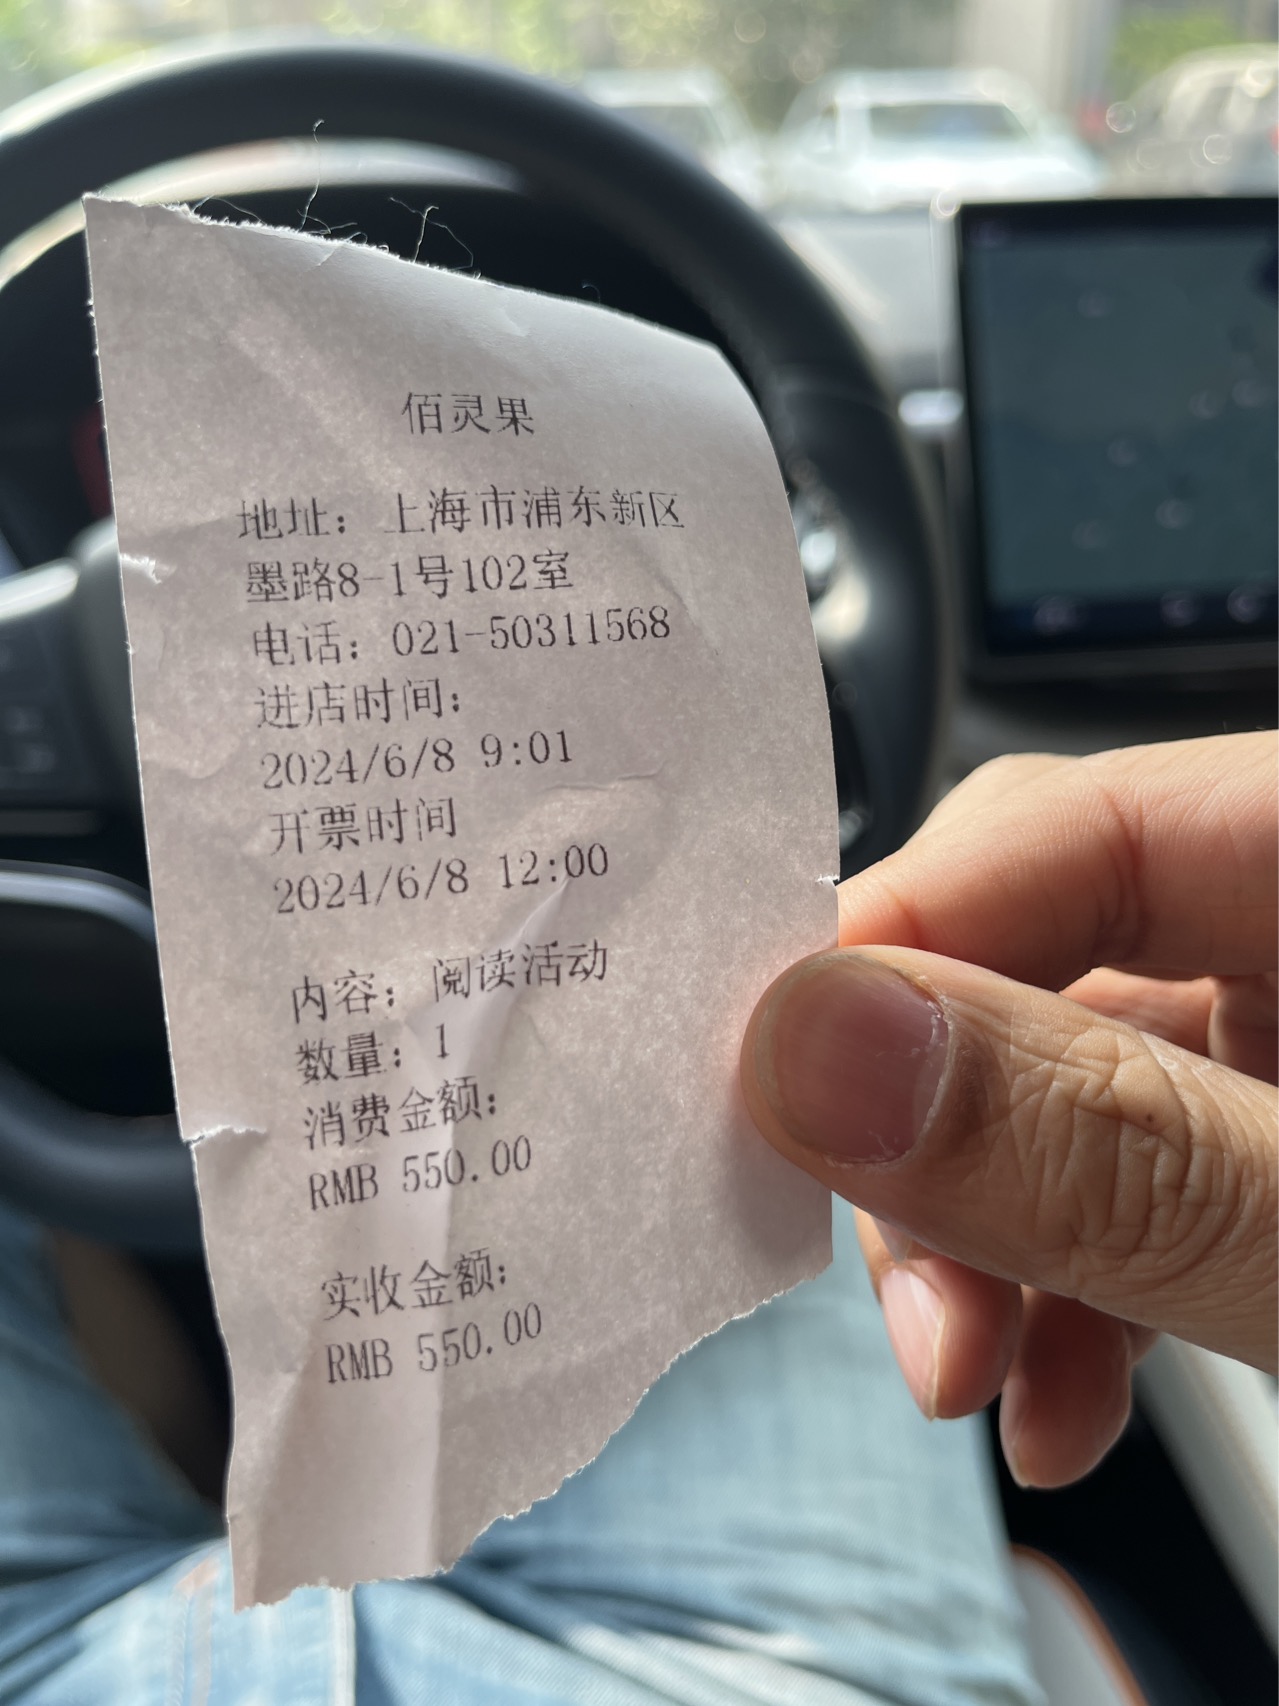 佰灵果
地址：上海市浦东新区
墨路8-1号102室
电话：021-50311568
进店时间：
2024/6/8 9:01
开票时间
2024/6/8 12:00
内容：阅读活动
数量：1
消费金额：
RMB 550.00
实收金额：
RMB 550.00